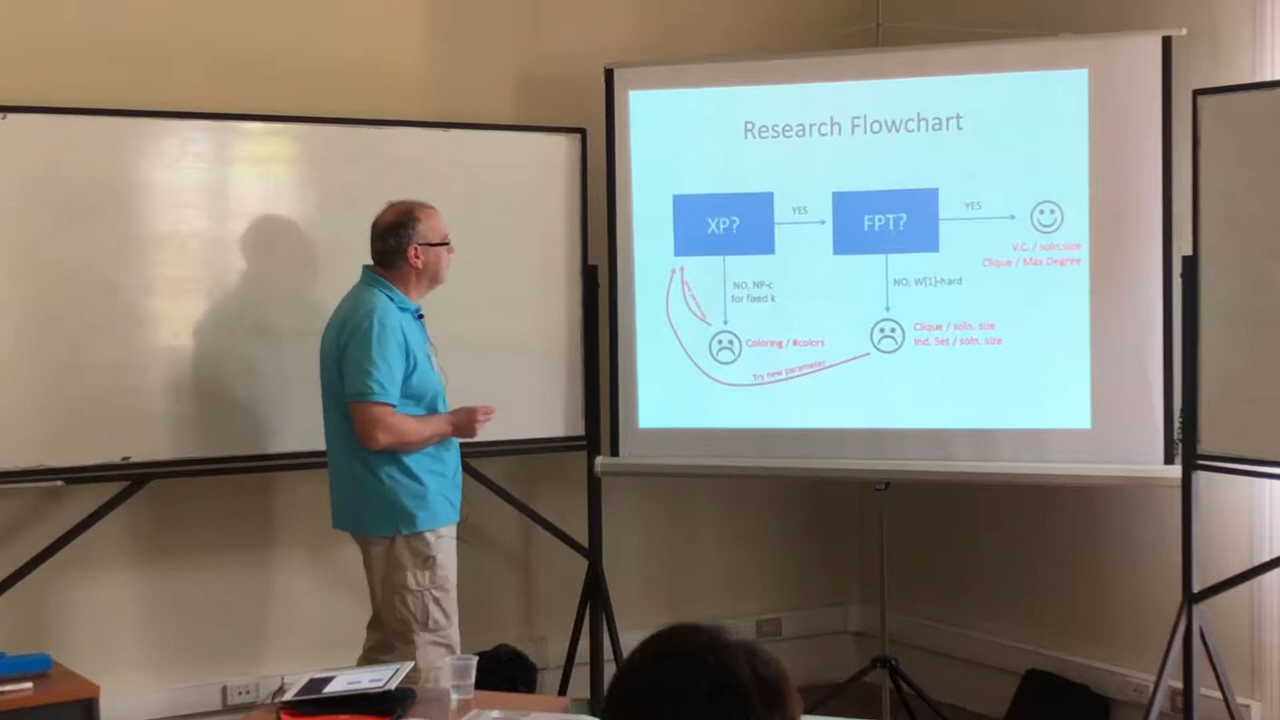 Research Flowchart
XP?
YES
FPT?
YES
V.C. / soln.size
Clique / Max Degree
NO, NP-c
for fixed k
NO, W[1]-hard
Coloring / #colors
Clique / soln. size
Ind. Set / soln. size
Try new parameter